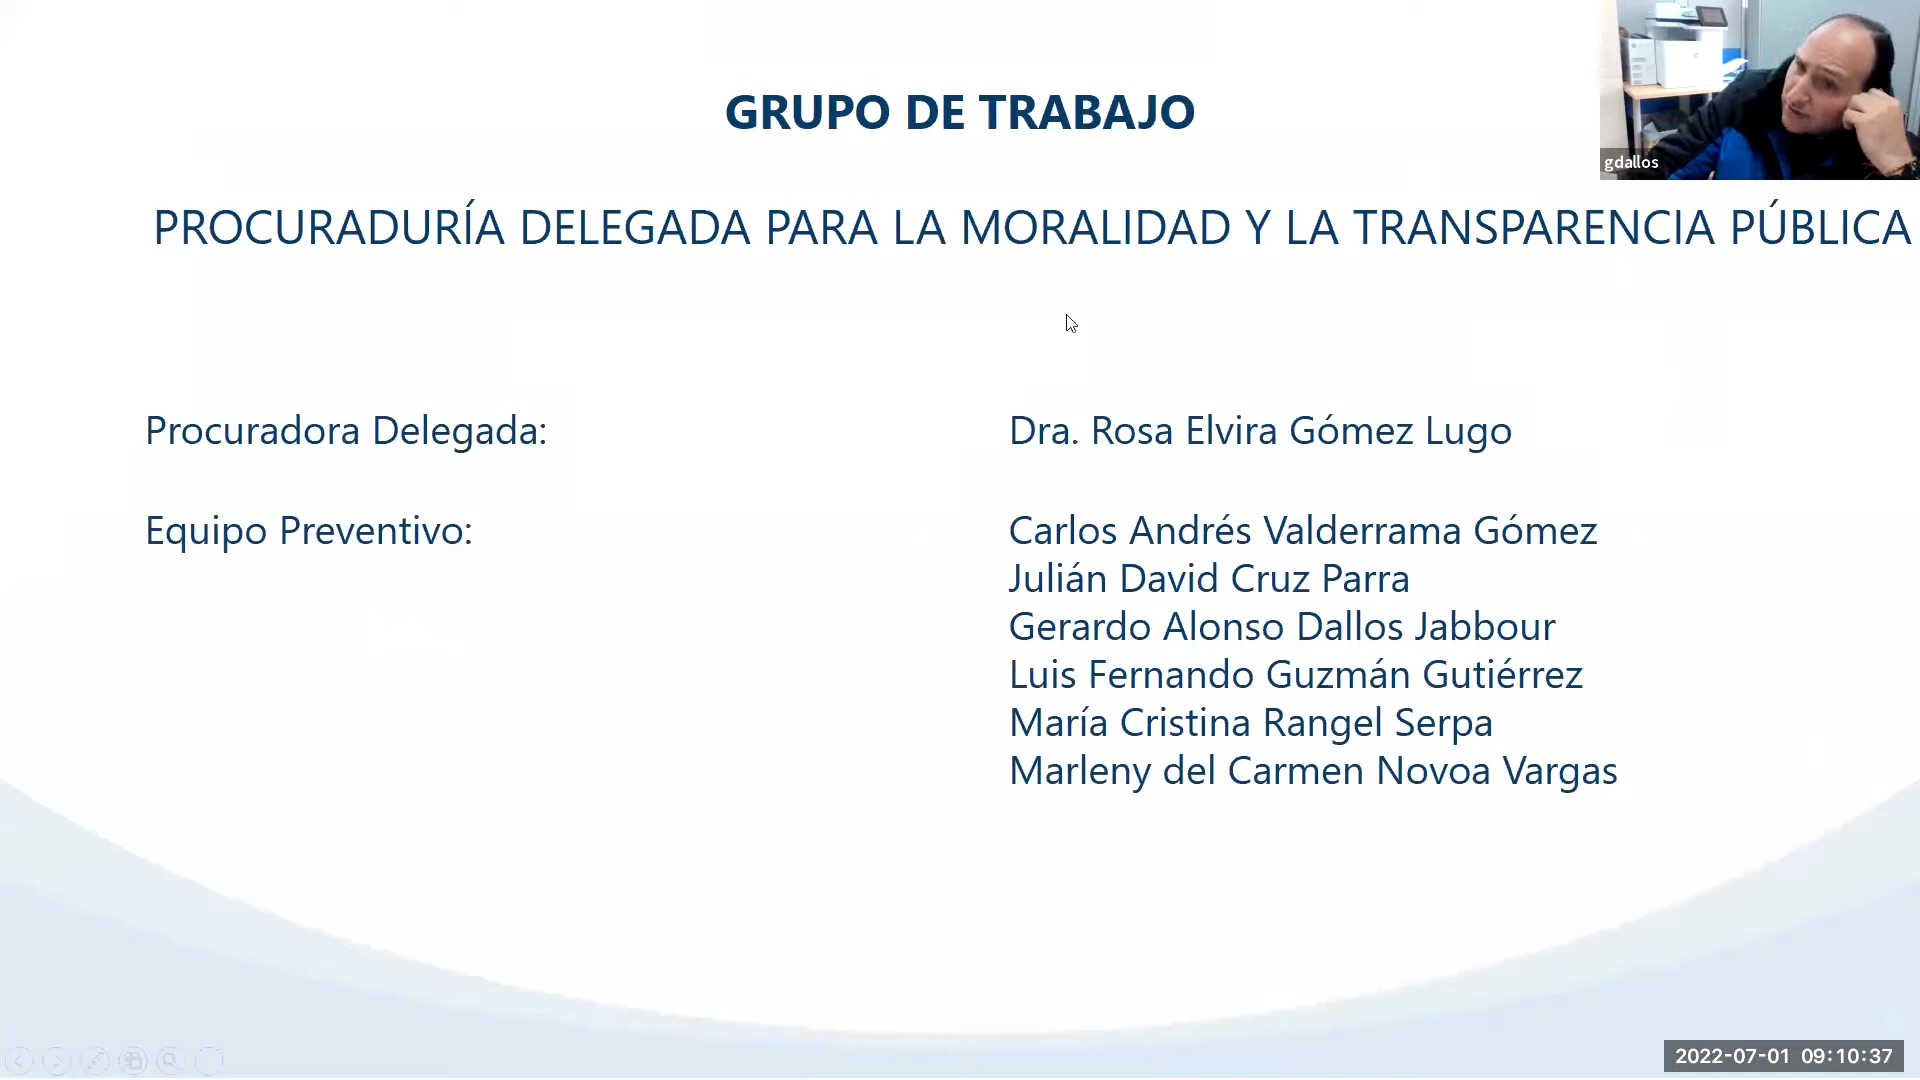 GRUPO DE TRABAJO
gdallos
PROCURADURÍA DELEGADA PARA LA MORALIDAD Y LA TRANSPARENCIA PÚBLICA
Procuradora Delegada: Dra. Rosa Elvira Gómez Lugo
Equipo Preventivo: Carlos Andrés Valderrama Gómez
Julián David Cruz Parra
Gerardo Alonso Dallos Jabbour
Luis Fernando Guzmán Gutiérrez
María Cristina Rangel Serpa
Marleny del Carmen Novoa Vargas
2022-07-01 09:10:37